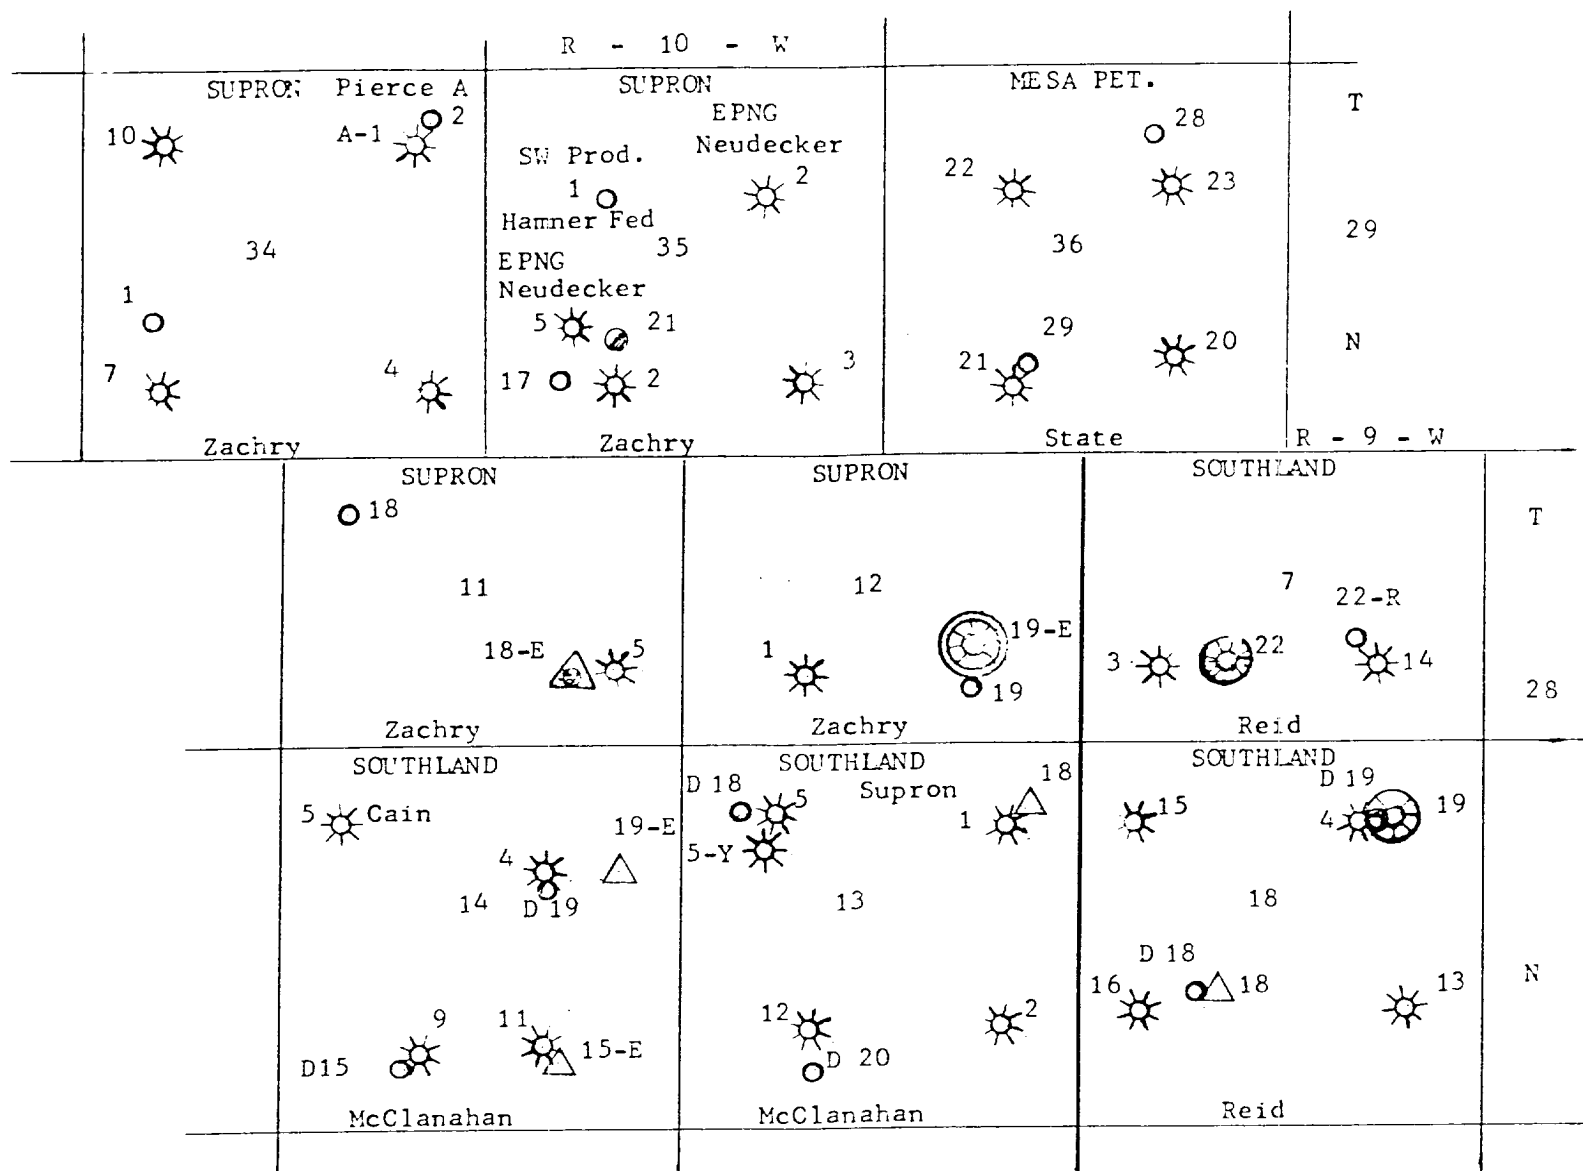 R - 10 - W
SUPRON Pierce A
10
A-1
2
34
1
7
4
Zachry
SUPRON
EPNG
Neudecker
2
SW Prod.
1
Hamner Fed
35
EPNG
Neudecker
5
21
17
2
3
Zachry
MESA PET.
28
22
23
36
29
21
20
State
T
29
N
R - 9 - W
SUPRON
18
11
18-E
5
Zachry
SUPRON
12
19-E
1
19
Zachry
SOUTHLAND
7
22-R
3
22
14
Reid
T
28
SOUTHLAND
5
Cain
19-E
4
14
D 19
9
11
D15
15-E
McClanahan
SOUTHLAND
D 18
5
Supron
18
1
5-Y
13
12
2
D 20
McClanahan
SOUTHLAND
D 19
15
4
19
18
D 18
16
18
13
Reid
N